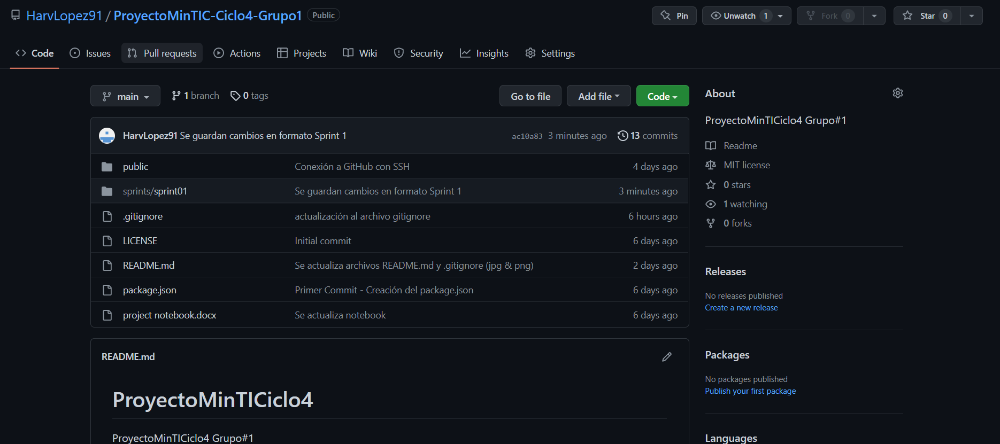 HarvLopez91 / ProyectoMinTIC-Ciclo4-Grupo1 Public
Pin
Unwatch 1
Fork 0
Star 0
Code
Issues
Pull requests
Actions
Projects
Wiki
Security
Insights
Settings
main
1 branch
0 tags
Go to file
Add file
Code
HarvLopez91 Se guardan cambios en formato Sprint 1 ac10a83 3 minutes ago 13 commits
public Conexión a GitHub con SSH 4 days ago
sprints/sprint01 Se guardan cambios en formato Sprint 1 3 minutes ago
.gitignore actualización al archivo gitignore 6 hours ago
LICENSE Initial commit 6 days ago
README.md Se actualiza archivos README.md y .gitignore (jpg & png) 2 days ago
package.json Primer Commit - Creación del package.json 6 days ago
project notebook.docx Se actualiza notebook 6 days ago
README.md
ProyectoMinTICiclo4
ProyectoMinTICiclo4 Grupo#1
About
ProyectoMinTICiclo4 Grupo#1
Readme
MIT license
0 stars
1 watching
0 forks
Releases
No releases published
Create a new release
Packages
No packages published
Publish your first package
Languages